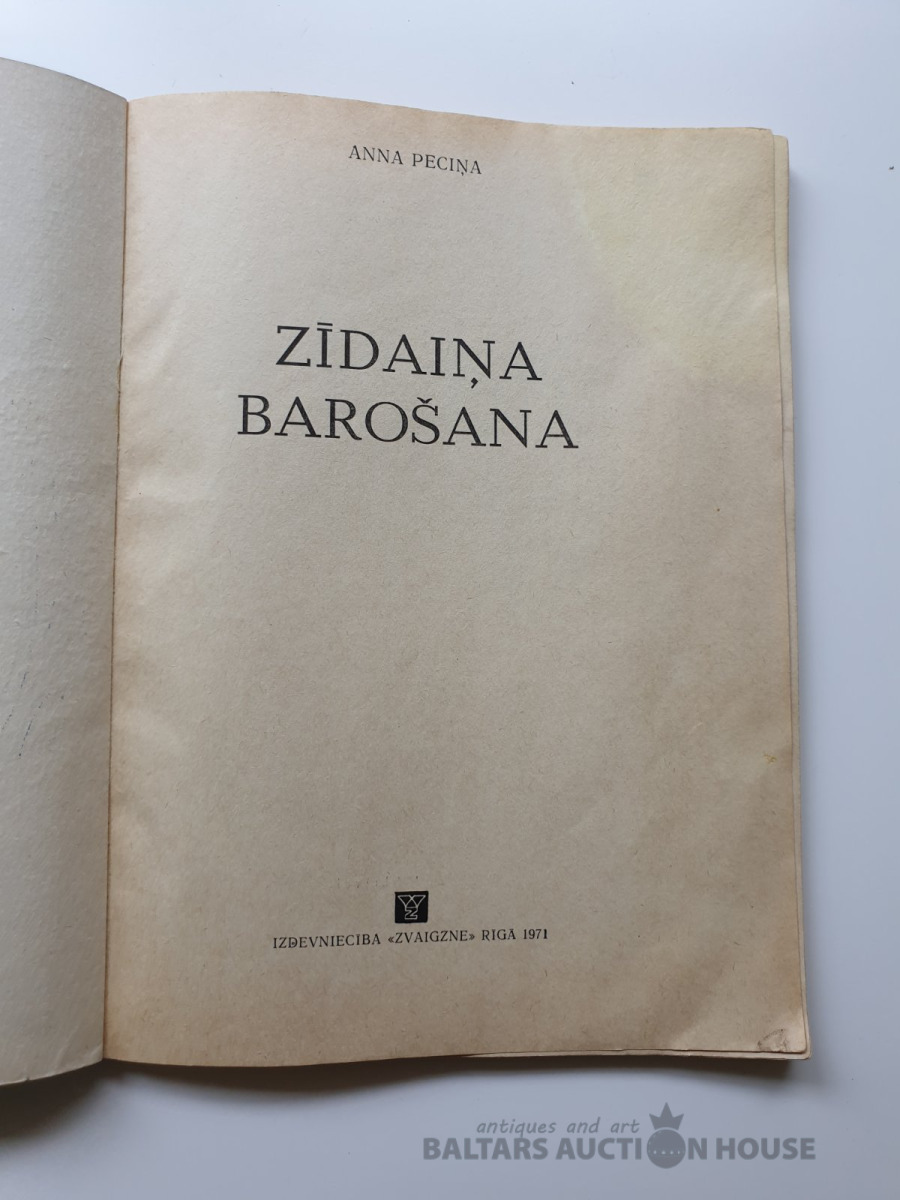 ANNA PECIŅA
ZĪDAIŅA
BAROŠANA
IZDEVNIECĪBA «ZVAIGZNE» RĪGĀ 1971
antiques and art
BALTARS AUCTION HOUSE